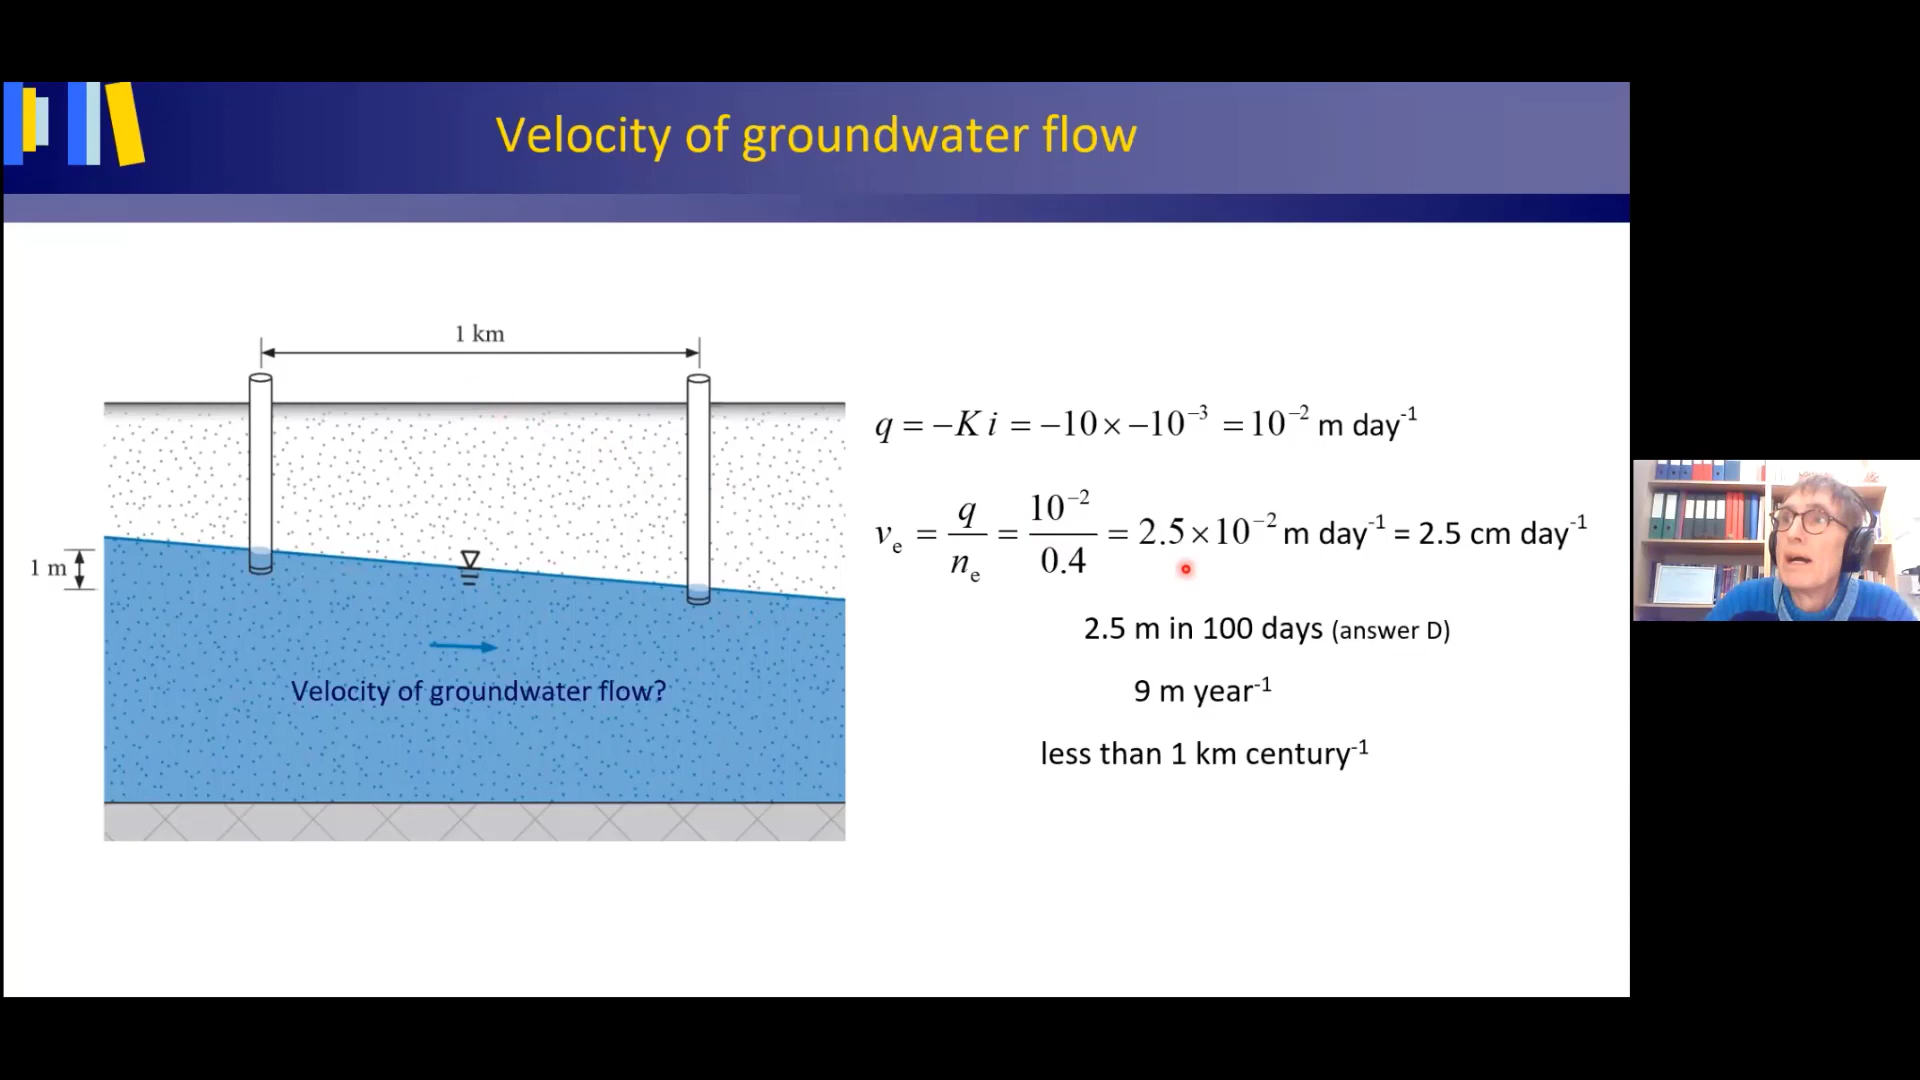 Velocity of groundwater flow
1 km
1 m
Velocity of groundwater flow?
q = −K i = −10 × −10⁻³ = 10⁻² m day⁻¹
vₑ = q/nₑ = 10⁻²/0.4 = 2.5 × 10⁻² m day⁻¹ = 2.5 cm day⁻¹
2.5 m in 100 days (answer D)
9 m year⁻¹
less than 1 km century⁻¹